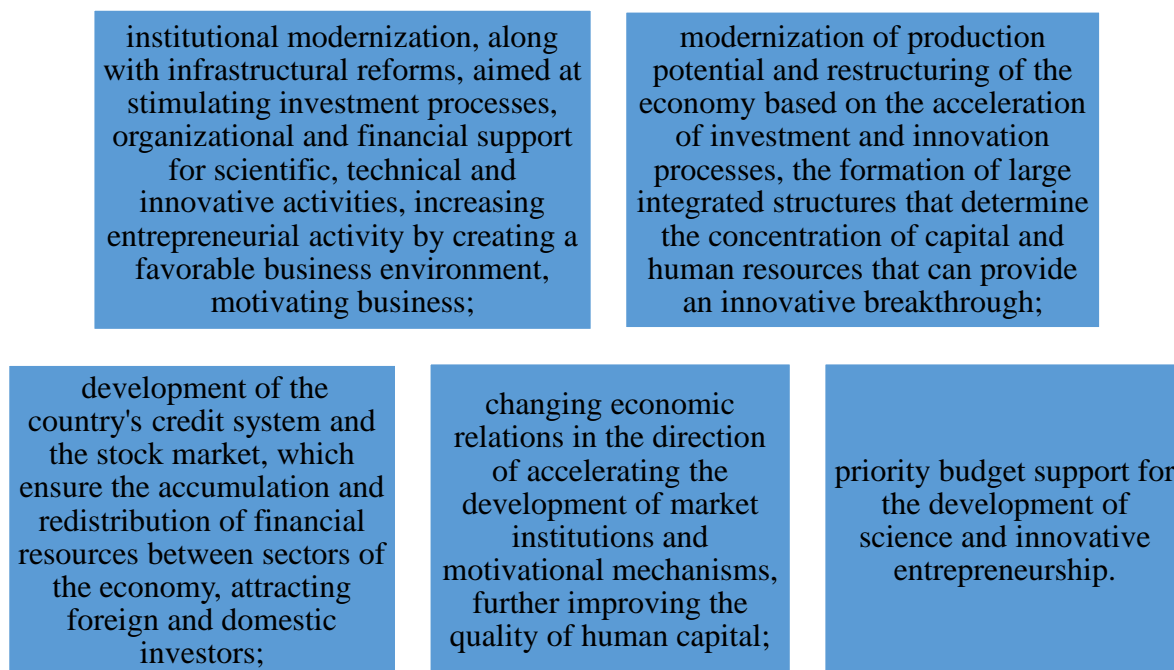 institutional modernization, along
with infrastructural reforms, aimed at
stimulating investment processes,
organizational and financial support
for scientific, technical and
innovative activities, increasing
entrepreneurial activity by creating a
favorable business environment,
motivating business;
modernization of production
potential and restructuring of the
economy based on the acceleration
of investment and innovation
processes, the formation of large
integrated structures that determine
the concentration of capital and
human resources that can provide
an innovative breakthrough;
development of the
country's credit system and
the stock market, which
ensure the accumulation and
redistribution of financial
resources between sectors of
the economy, attracting
foreign and domestic
investors;
changing economic
relations in the direction
of accelerating the
development of market
institutions and
motivational mechanisms,
further improving the
quality of human capital;
priority budget support for
the development of
science and innovative
entrepreneurship.